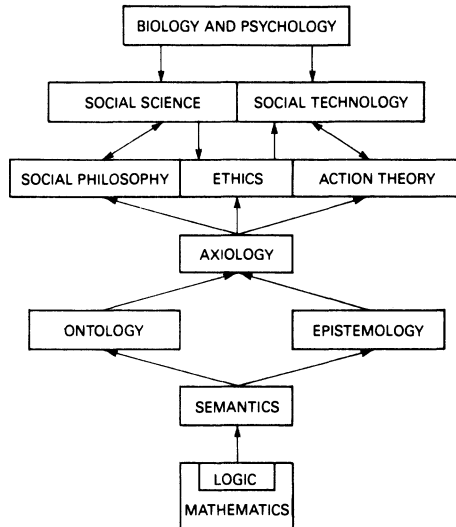 BIOLOGY AND PSYCHOLOGY
SOCIAL SCIENCE
SOCIAL TECHNOLOGY
SOCIAL PHILOSOPHY
ETHICS
ACTION THEORY
AXIOLOGY
ONTOLOGY
EPISTEMOLOGY
SEMANTICS
LOGIC
MATHEMATICS